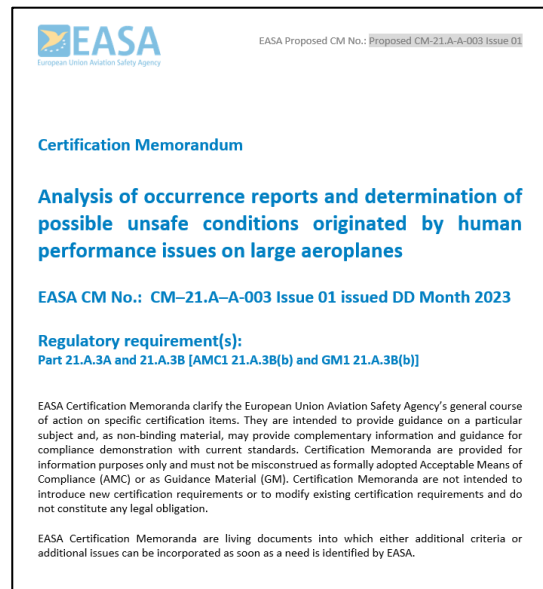 EASA
European Union Aviation Safety Agency
EASA Proposed CM No.: Proposed CM-21.A-A-003 Issue 01
Certification Memorandum
Analysis of occurrence reports and determination of
possible unsafe conditions originated by human
performance issues on large aeroplanes
EASA CM No.: CM–21.A–A-003 Issue 01 issued DD Month 2023
Regulatory requirement(s):
Part 21.A.3A and 21.A.3B [AMC1 21.A.3B(b) and GM1 21.A.3B(b)]
EASA Certification Memoranda clarify the European Union Aviation Safety Agency's general course
of action on specific certification items. They are intended to provide guidance on a particular
subject and, as non-binding material, may provide complementary information and guidance for
compliance demonstration with current standards. Certification Memoranda are provided for
information purposes only and must not be misconstrued as formally adopted Acceptable Means of
Compliance (AMC) or as Guidance Material (GM). Certification Memoranda are not intended to
introduce new certification requirements or to modify existing certification requirements and do
not constitute any legal obligation.
EASA Certification Memoranda are living documents into which either additional criteria or
additional issues can be incorporated as soon as a need is identified by EASA.